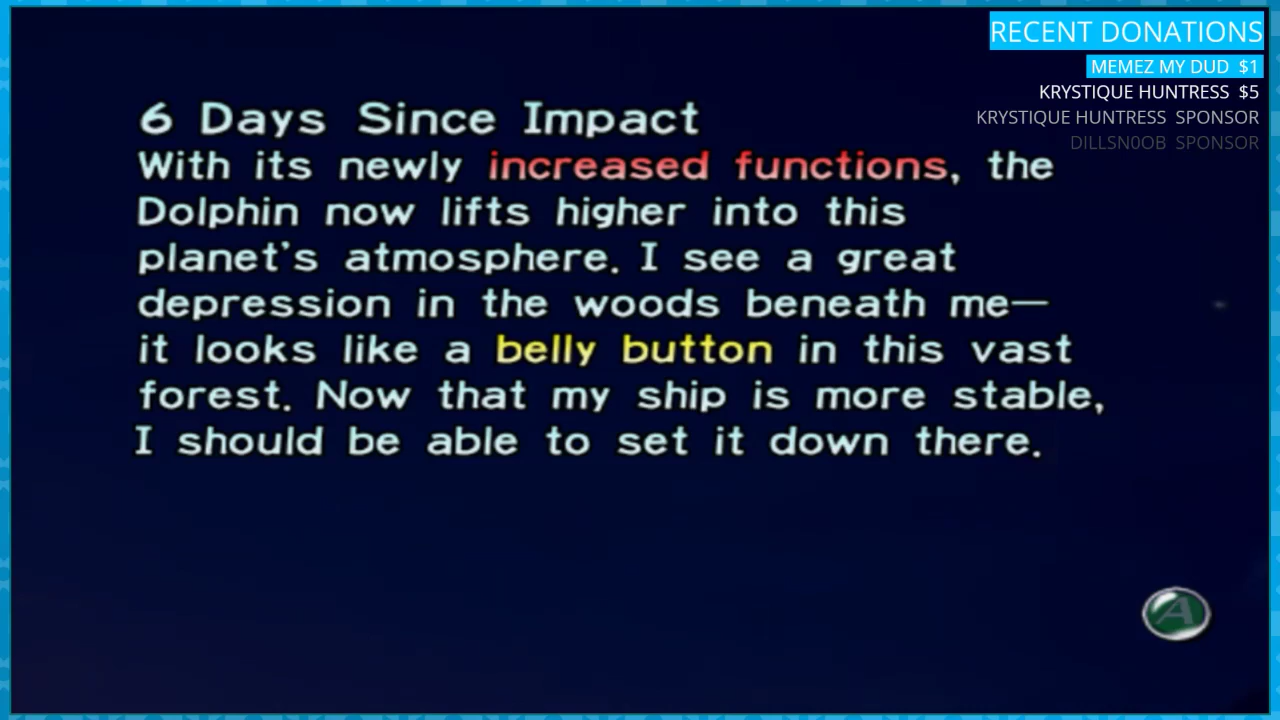 RECENT DONATIONS
MEMEZ MY DUD $1
KRYSTIQUE HUNTRESS $5
KRYSTIQUE HUNTRESS SPONSOR
DILLSN0OB SPONSOR
6 Days Since Impact
With its newly increased functions, the
Dolphin now lifts higher into this
planet's atmosphere. I see a great
depression in the woods beneath me—
it looks like a belly button in this vast
forest. Now that my ship is more stable,
I should be able to set it down there.
A